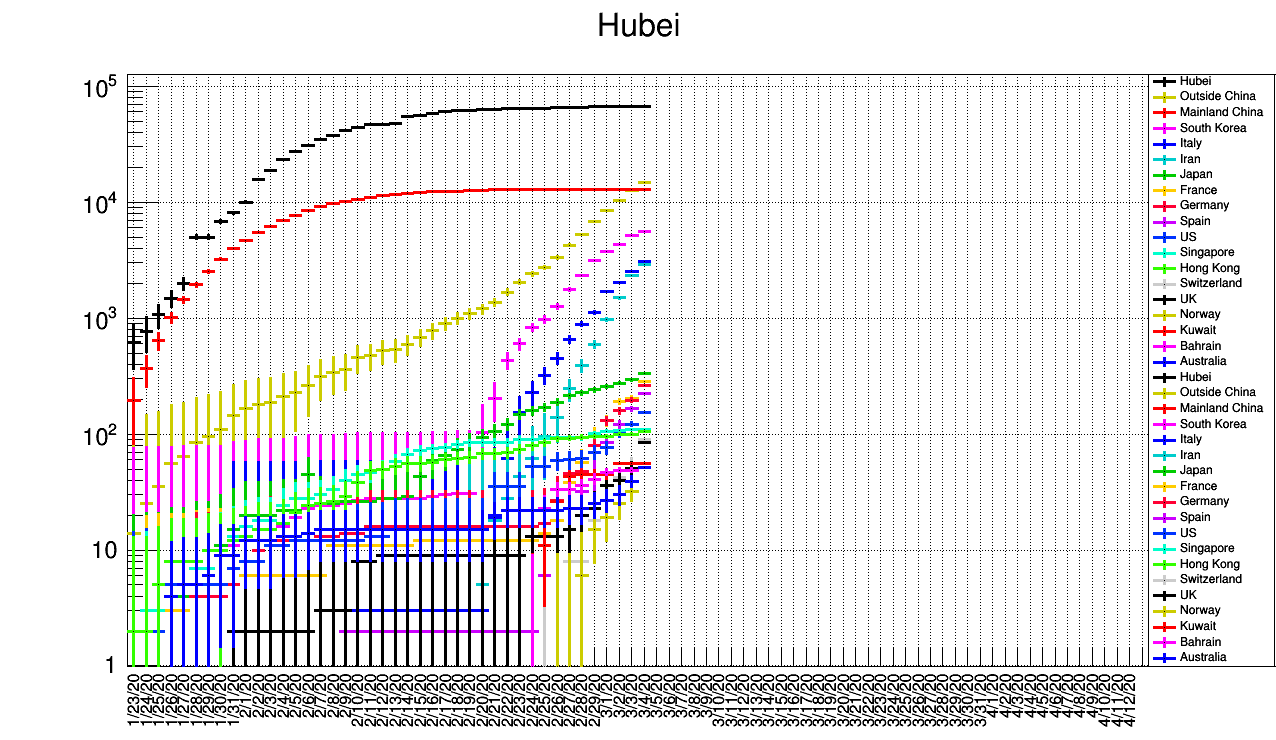 Hubei
10^5
10^4
10^3
10^2
10
1
1/23/20
1/24/20
1/25/20
1/26/20
1/27/20
1/28/20
1/29/20
1/30/20
1/31/20
2/1/20
2/2/20
2/3/20
2/4/20
2/5/20
2/6/20
2/7/20
2/8/20
2/9/20
2/10/20
2/11/20
2/12/20
2/13/20
2/14/20
2/15/20
2/16/20
2/17/20
2/18/20
2/19/20
2/20/20
2/21/20
2/22/20
2/23/20
2/24/20
2/25/20
2/26/20
2/27/20
2/28/20
2/29/20
3/1/20
3/2/20
3/3/20
3/4/20
3/5/20
3/6/20
3/7/20
3/8/20
3/9/20
3/10/20
3/11/20
3/12/20
3/13/20
3/14/20
3/15/20
3/16/20
3/17/20
3/18/20
3/19/20
3/20/20
3/21/20
3/22/20
3/23/20
3/24/20
3/25/20
3/26/20
3/27/20
3/28/20
3/29/20
3/30/20
3/31/20
4/1/20
4/2/20
4/3/20
4/4/20
4/5/20
4/6/20
4/7/20
4/8/20
4/9/20
4/10/20
4/11/20
4/12/20
Hubei
Outside China
Mainland China
South Korea
Italy
Iran
Japan
France
Germany
Spain
US
Singapore
Hong Kong
Switzerland
UK
Norway
Kuwait
Bahrain
Australia
Hubei
Outside China
Mainland China
South Korea
Italy
Iran
Japan
France
Germany
Spain
US
Singapore
Hong Kong
Switzerland
UK
Norway
Kuwait
Bahrain
Australia